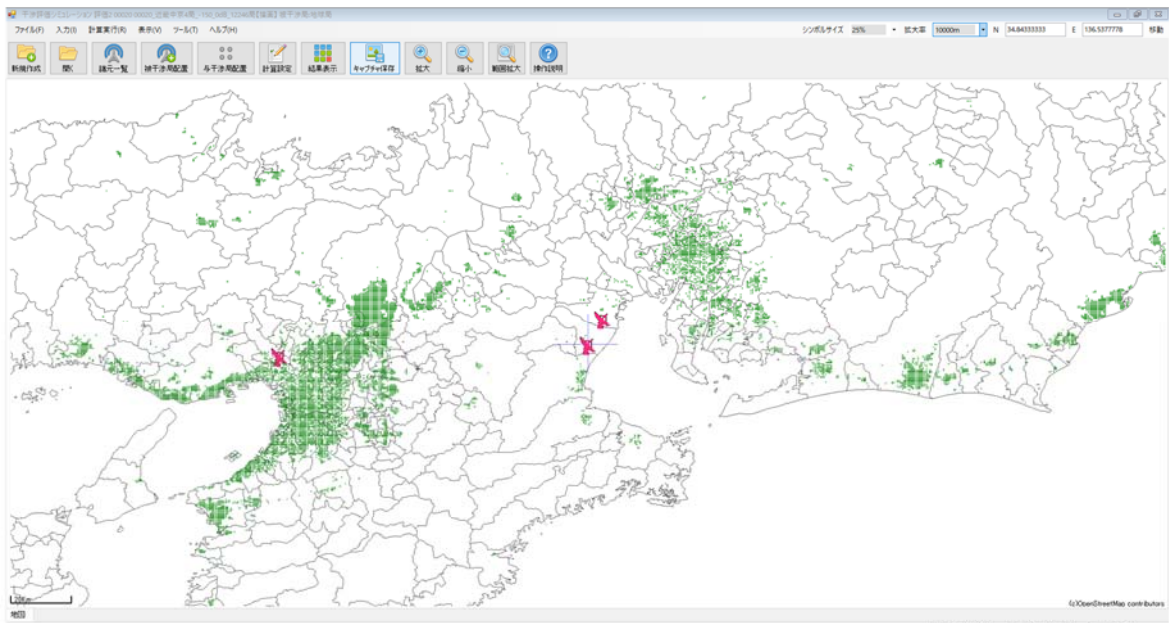 ファイル(F) 入力(I) 計算実行(R) 表示(V) ツール(T) ヘルプ(H) シンボルサイズ 25% 拡大率 10000m N 34.84333333 E 136.5377778 移動
新規作成 開く 諸元一覧 被干渉局配置 与干渉局配置 計算設定 結果表示 キャプチャ保存 拡大 縮小 範囲拡大 操作説明
(c)OpenStreetMap contributors
地図